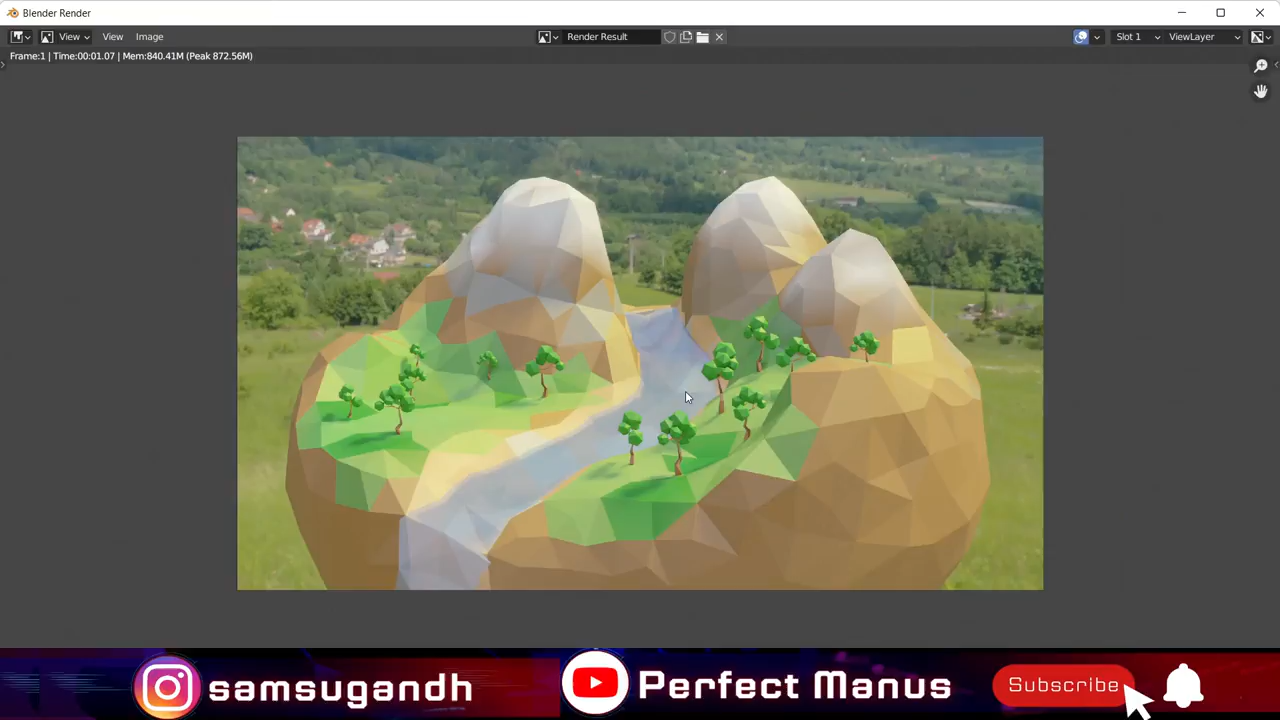 Blender Render
View View Image Render Result Slot 1 ViewLayer
Frame:1 | Time:00:01.07 | Mem:840.41M (Peak 872.56M)
samsugandh Perfect Manus Subscribe